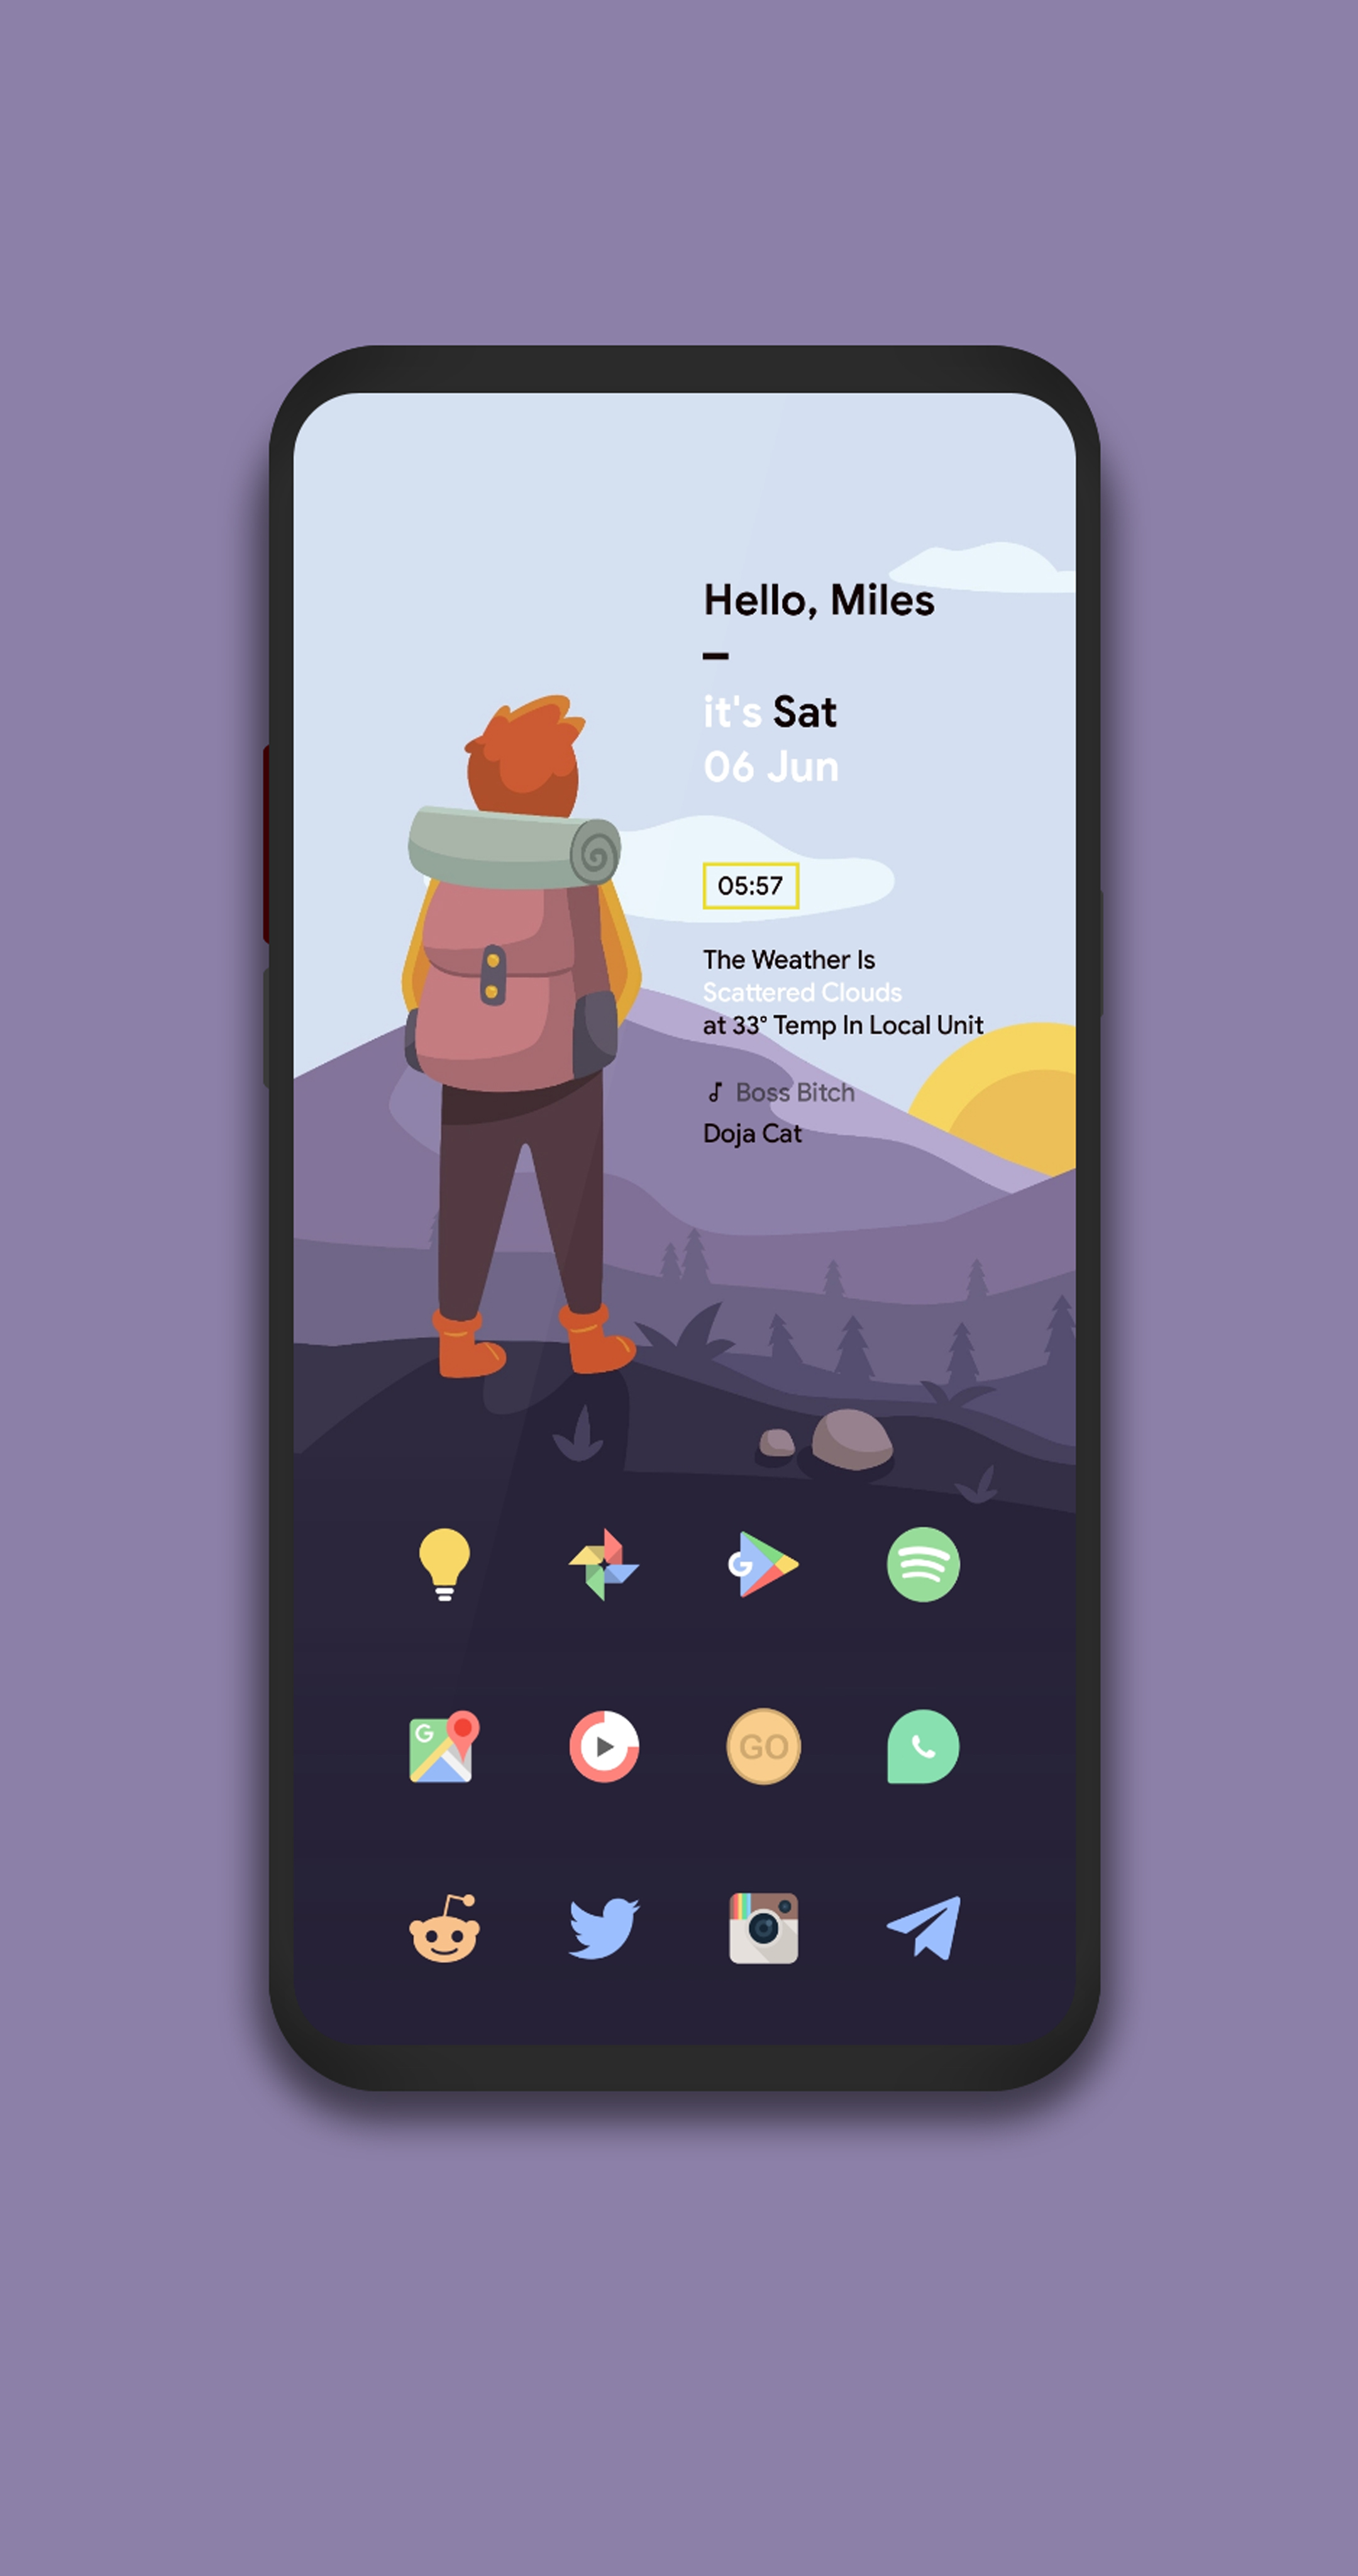 Hello, Miles
–
it's Sat
06 Jun
05:57
The Weather Is
Scattered Clouds
at 33° Temp In Local Unit
Boss Bitch
Doja Cat
G
G
GO